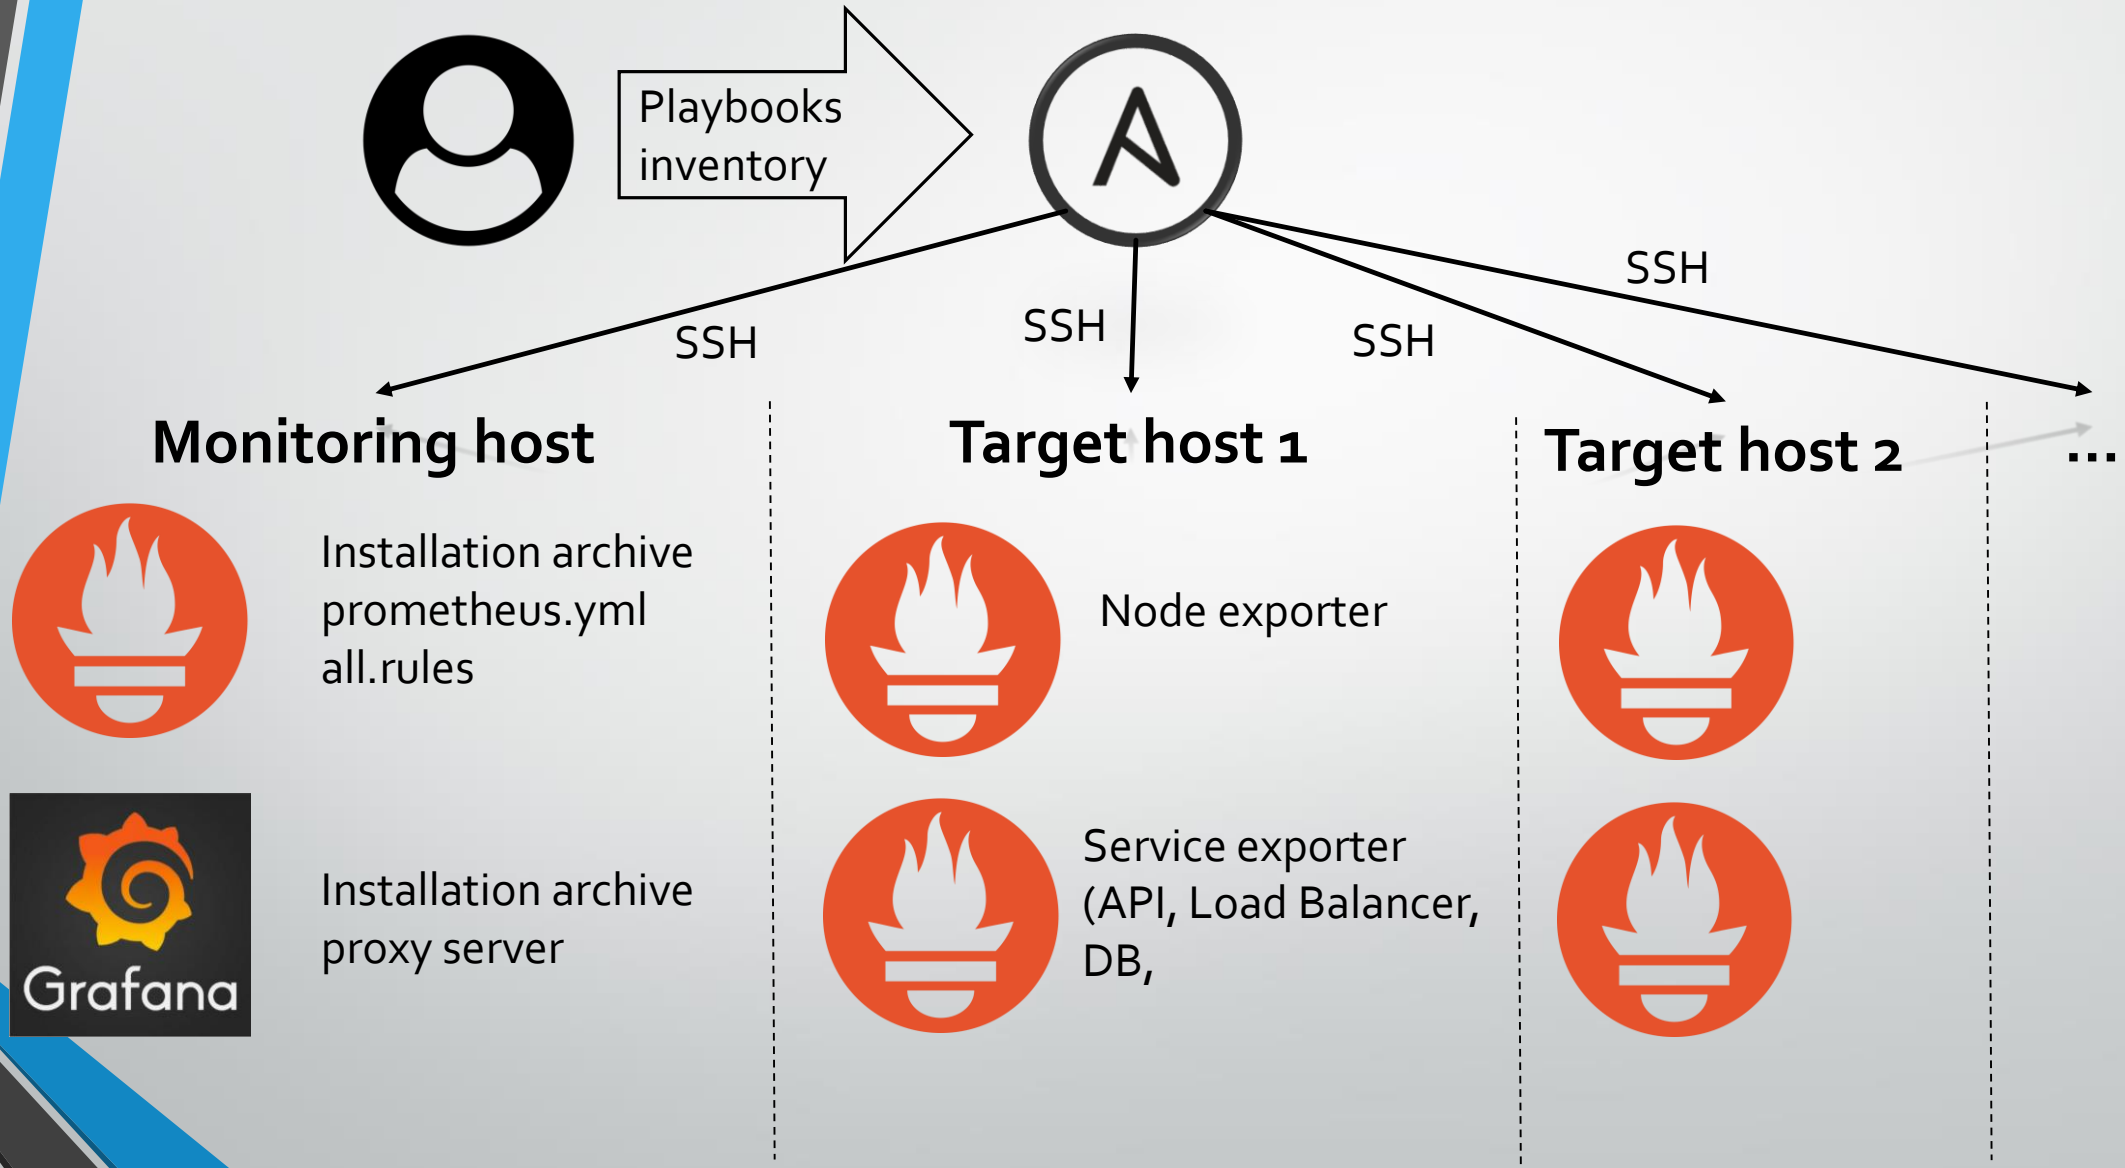 Playbooks
inventory
SSH
SSH
SSH
SSH
Monitoring host
Target host 1
Target host 2
...
Installation archive
prometheus.yml
all.rules
Node exporter
Grafana
Installation archive
proxy server
Service exporter
(API, Load Balancer,
DB,